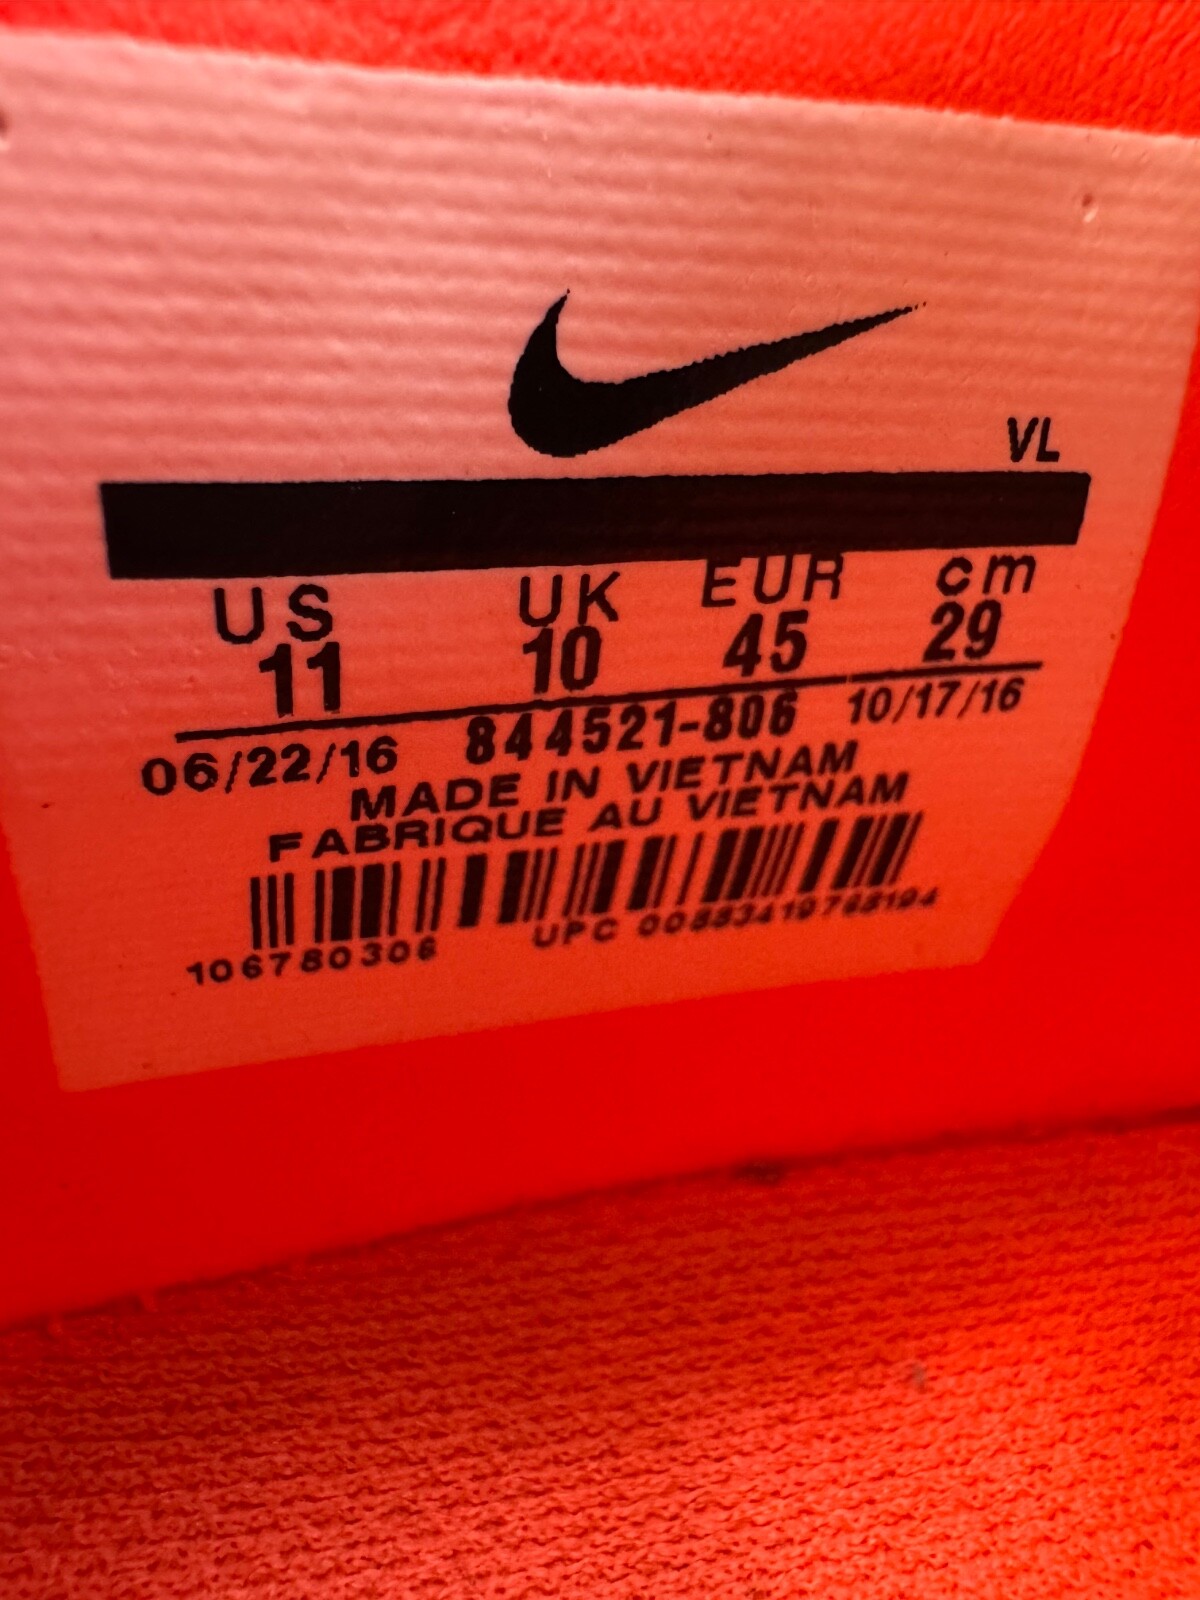 VL
US UK EUR cm
11 10 45 29
06/22/16 844521-806 10/17/16
MADE IN VIETNAM
FABRIQUE AU VIETNAM
106780306 UPC